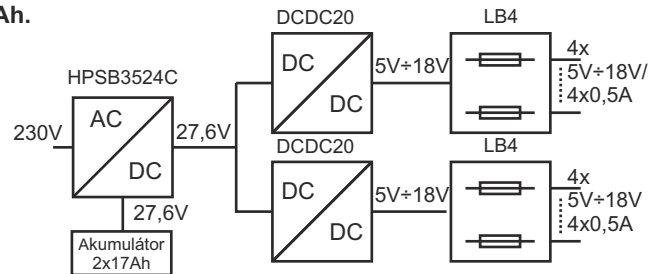 Ah.
DCDC20
LB4
HPSB3524C
DC
DC
5V÷18V
4x
5V÷18V/
4x0,5A
230V
AC
DC
27,6V
27,6V
Akumulátor
2x17Ah
DCDC20
LB4
DC
DC
5V÷18V
4x
5V÷18V
4x0,5A